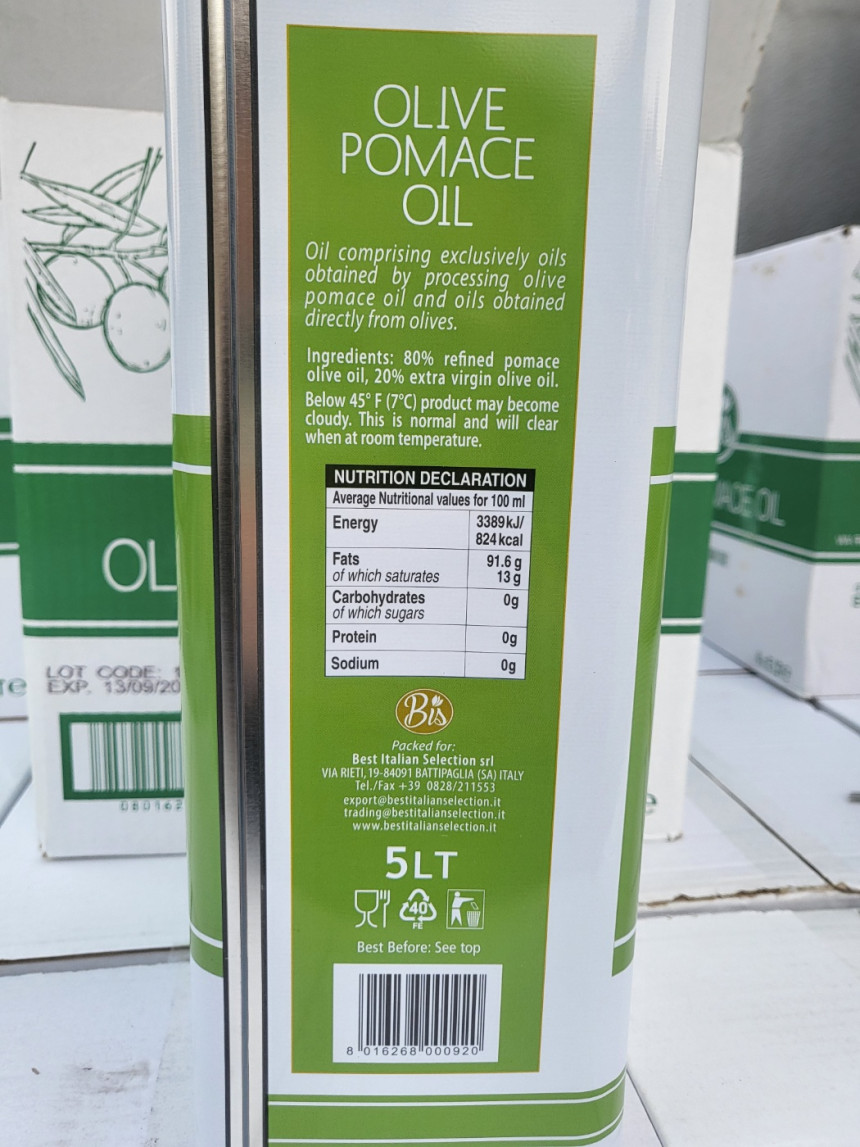 OLIVE
POMACE
OIL
Oil comprising exclusively oils
obtained by processing olive
pomace oil and oils obtained
directly from olives.
Ingredients: 80% refined pomace
olive oil, 20% extra virgin olive oil.
Below 45° F (7°C) product may become
cloudy. This is normal and will clear
when at room temperature.
NUTRITION DECLARATION
Average Nutritional values for 100 ml
Energy 3389kJ/
824kcal
Fats 91.6 g
of which saturates 13 g
Carbohydrates 0g
of which sugars
Protein 0g
Sodium 0g
Bis
Packed for:
Best Italian Selection srl
VIA RIETI, 19-84091 BATTIPAGLIA (SA) ITALY
Tel./Fax +39 0828/211553
export@bestitalianselection.it
trading@bestitalianselection.it
www.bestitalianselection.it
5LT
40
FE
Best Before: See top
8 016268 000920
OL
LOT CODE: 1
EXP. 13/09/20
080162
ACE OIL